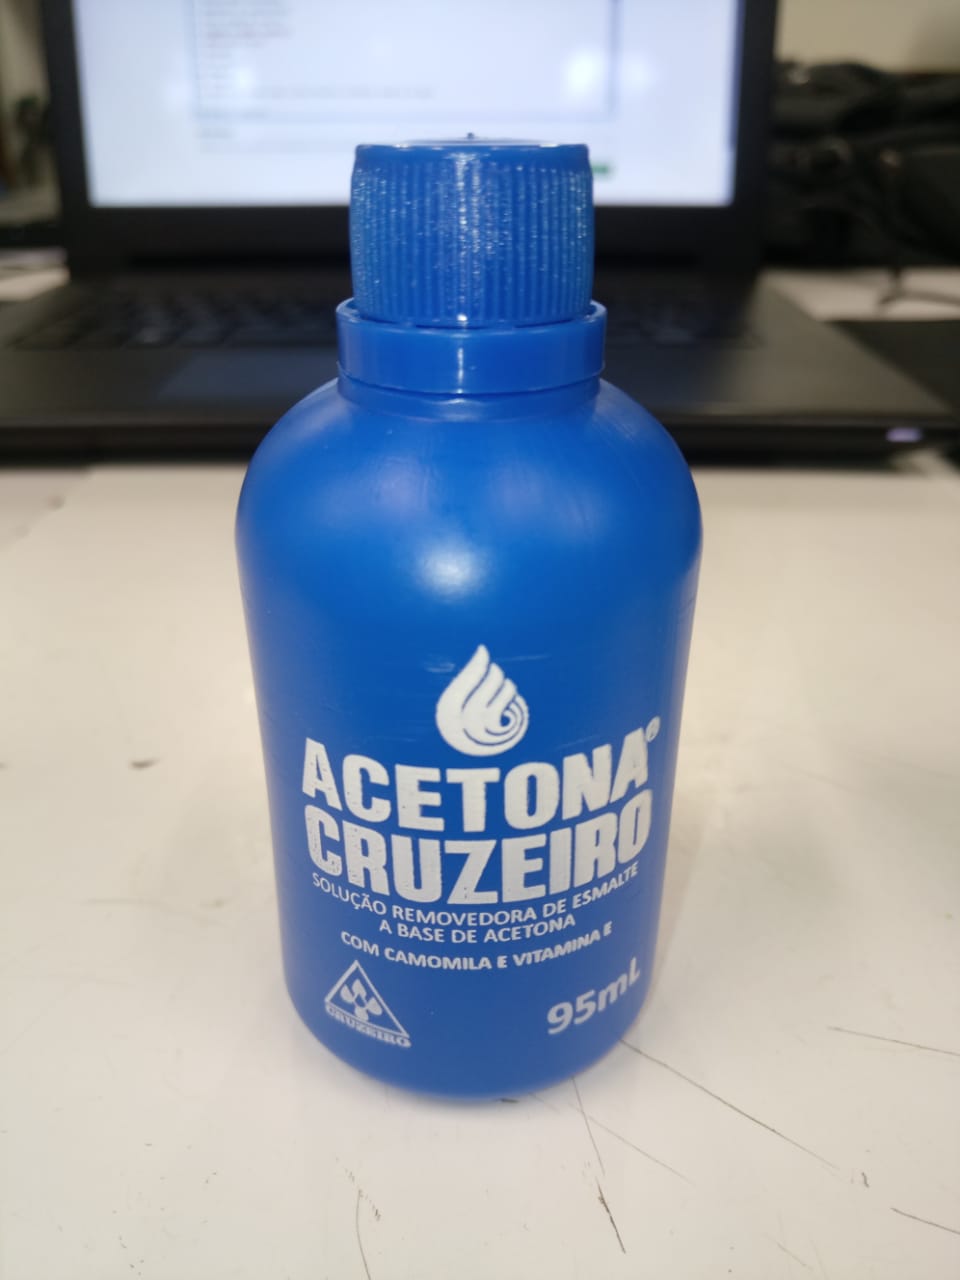 ACETONA®
CRUZEIRO
SOLUÇÃO REMOVEDORA DE ESMALTE
A BASE DE ACETONA
COM CAMOMILA E VITAMINA E
CRUZEIRO
95mL